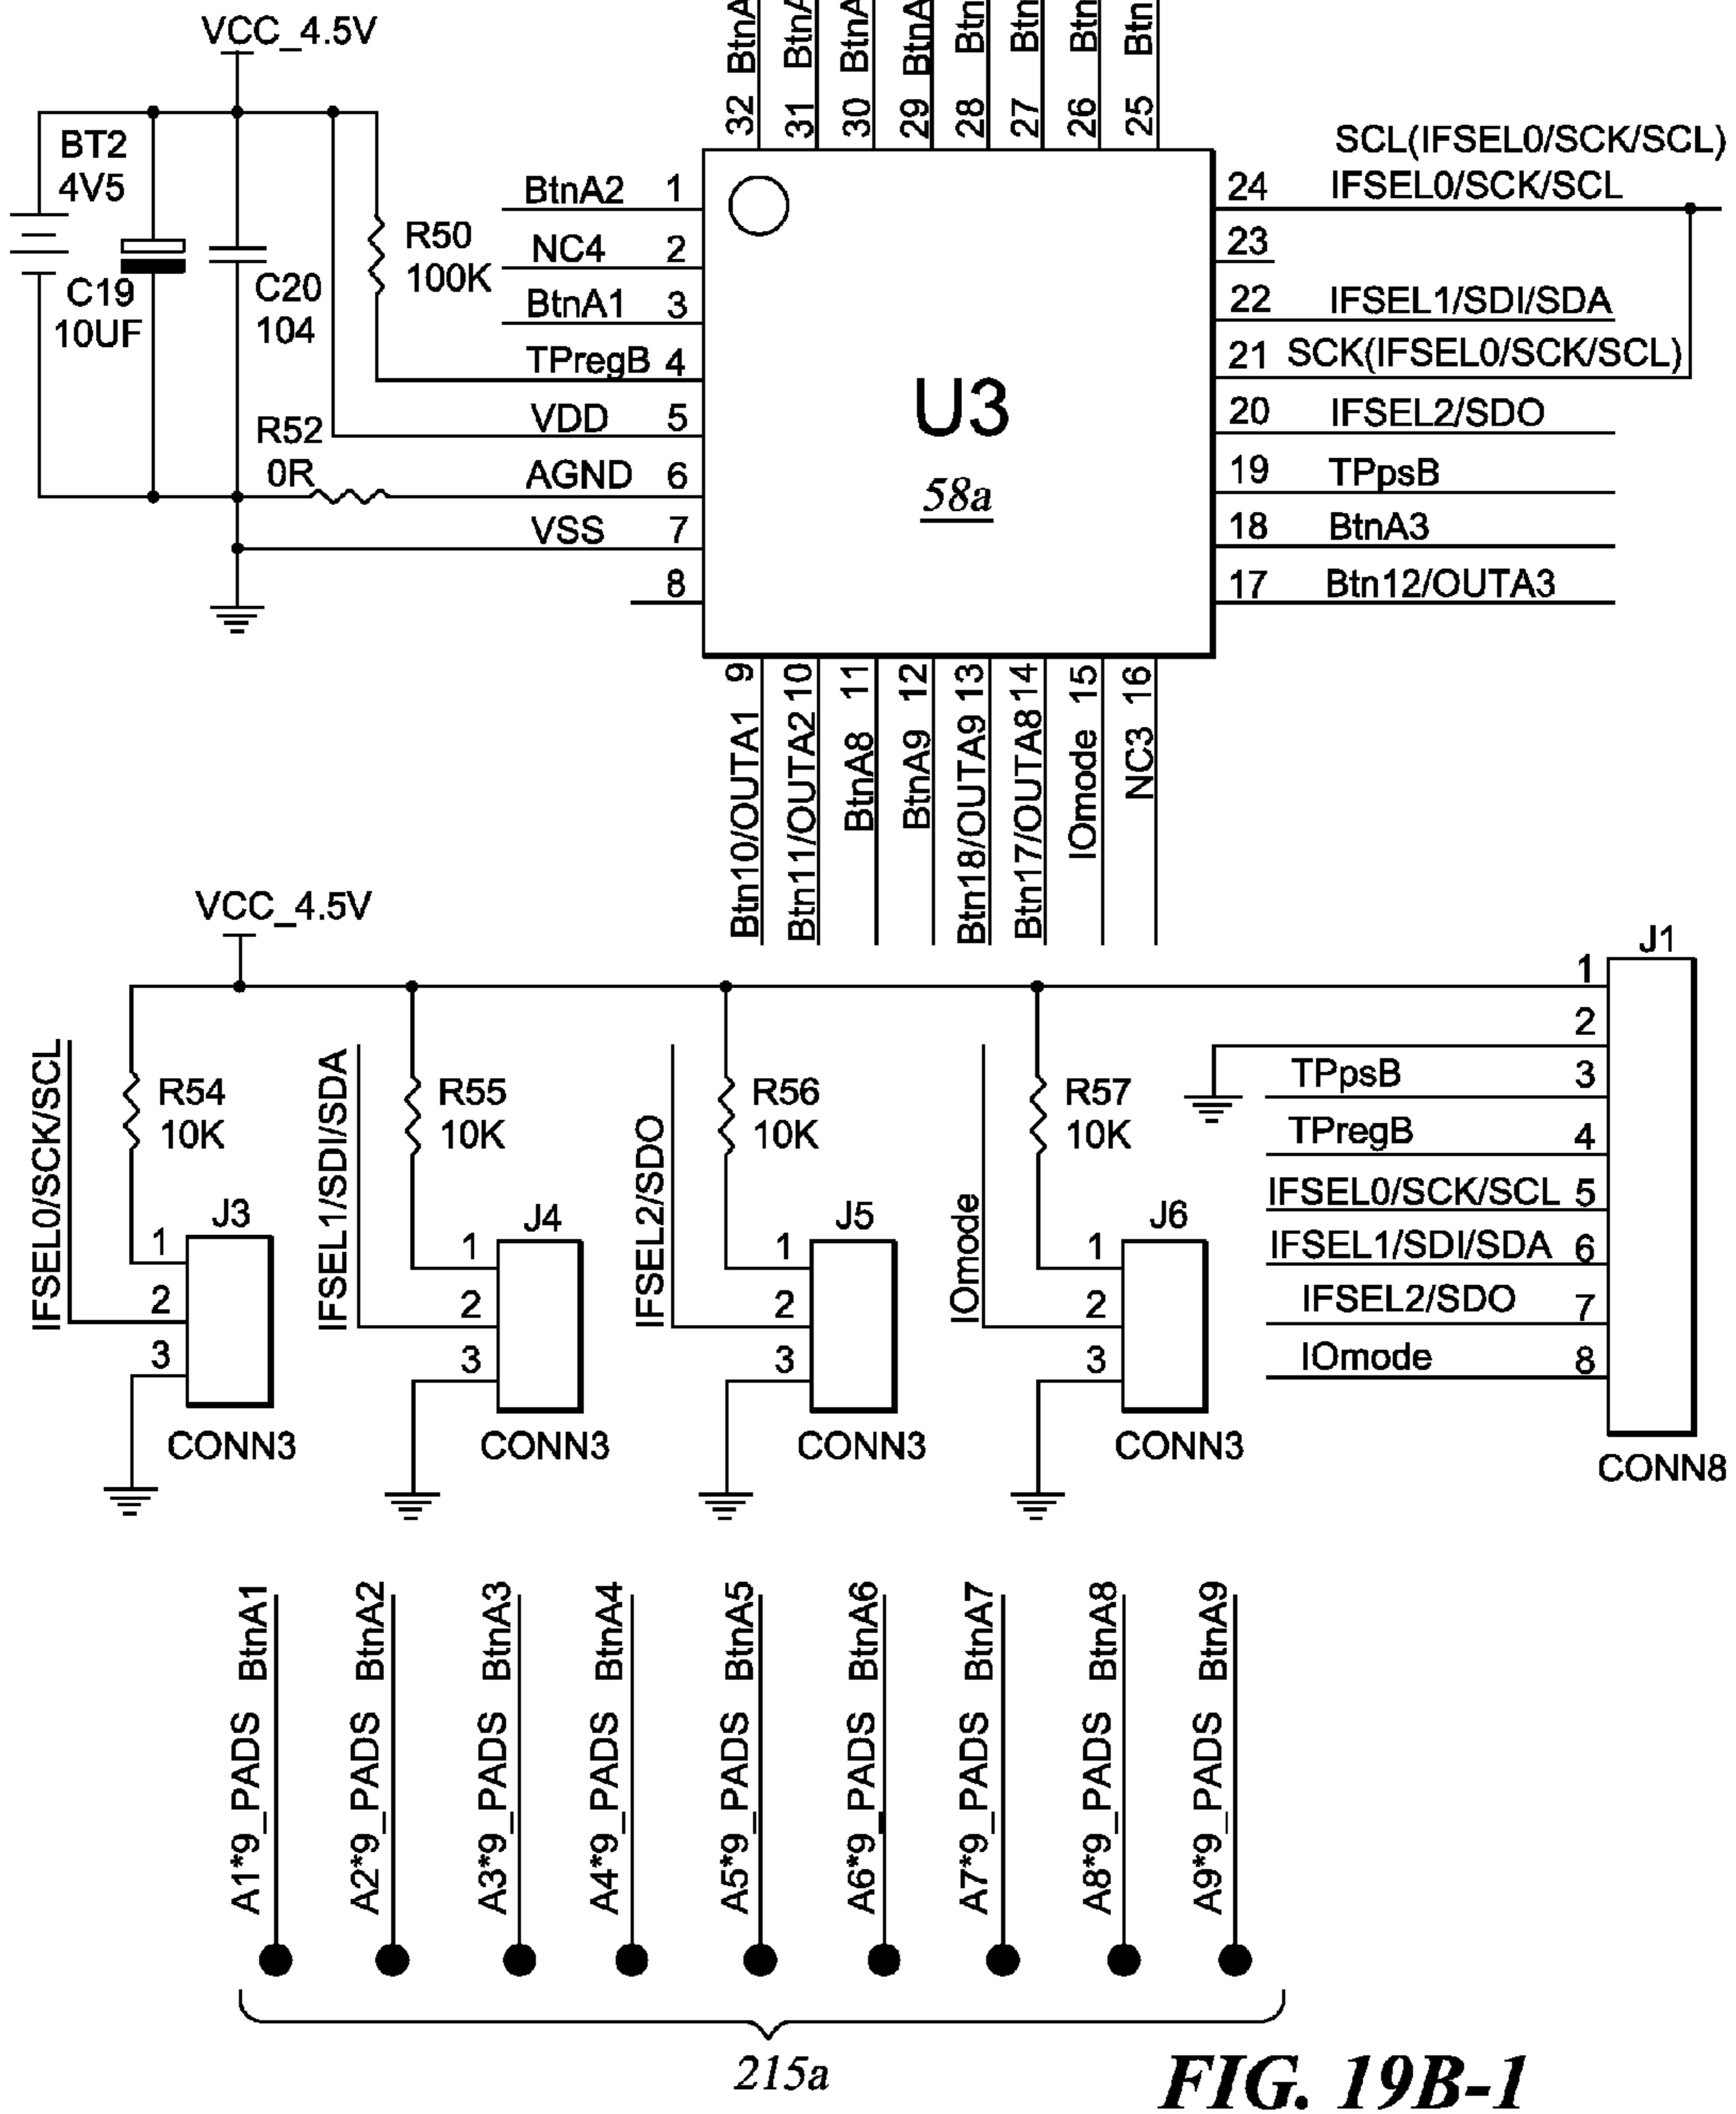 VCC_4.5V
32 BtnA
31 BtnA
30 BtnA
29 BtnA
28 Btn
27 Btn
26 Btn
25 Btn
BT2
4V5
C19
10UF
C20
104
R50
100K
R52
0R
BtnA2 1
NC4 2
BtnA1 3
TPregB 4
VDD 5
AGND 6
VSS 7
8
U3
58a
SCL(IFSEL0/SCK/SCL)
24 IFSEL0/SCK/SCL
23
22 IFSEL1/SDI/SDA
21 SCK(IFSEL0/SCK/SCL)
20 IFSEL2/SDO
19 TPpsB
18 BtnA3
17 Btn12/OUTA3
Btn10/OUTA1 9
Btn11/OUTA2 10
BtnA8 11
BtnA9 12
Btn18/OUTA9 13
Btn17/OUTA8 14
IOmode 15
NC3 16
VCC_4.5V
IFSEL0/SCK/SCL
R54
10K
J3
1
2
3
CONN3
IFSEL1/SDI/SDA
R55
10K
J4
1
2
3
CONN3
IFSEL2/SDO
R56
10K
J5
1
2
3
CONN3
IOmode
R57
10K
J6
1
2
3
CONN3
J1
1
2
TPpsB 3
TPregB 4
IFSEL0/SCK/SCL 5
IFSEL1/SDI/SDA 6
IFSEL2/SDO 7
IOmode 8
CONN8
A1*9_PADS BtnA1
A2*9_PADS BtnA2
A3*9_PADS BtnA3
A4*9_PADS BtnA4
A5*9_PADS BtnA5
A6*9_PADS BtnA6
A7*9_PADS BtnA7
A8*9_PADS BtnA8
A9*9_PADS BtnA9
215a
FIG. 19B-1